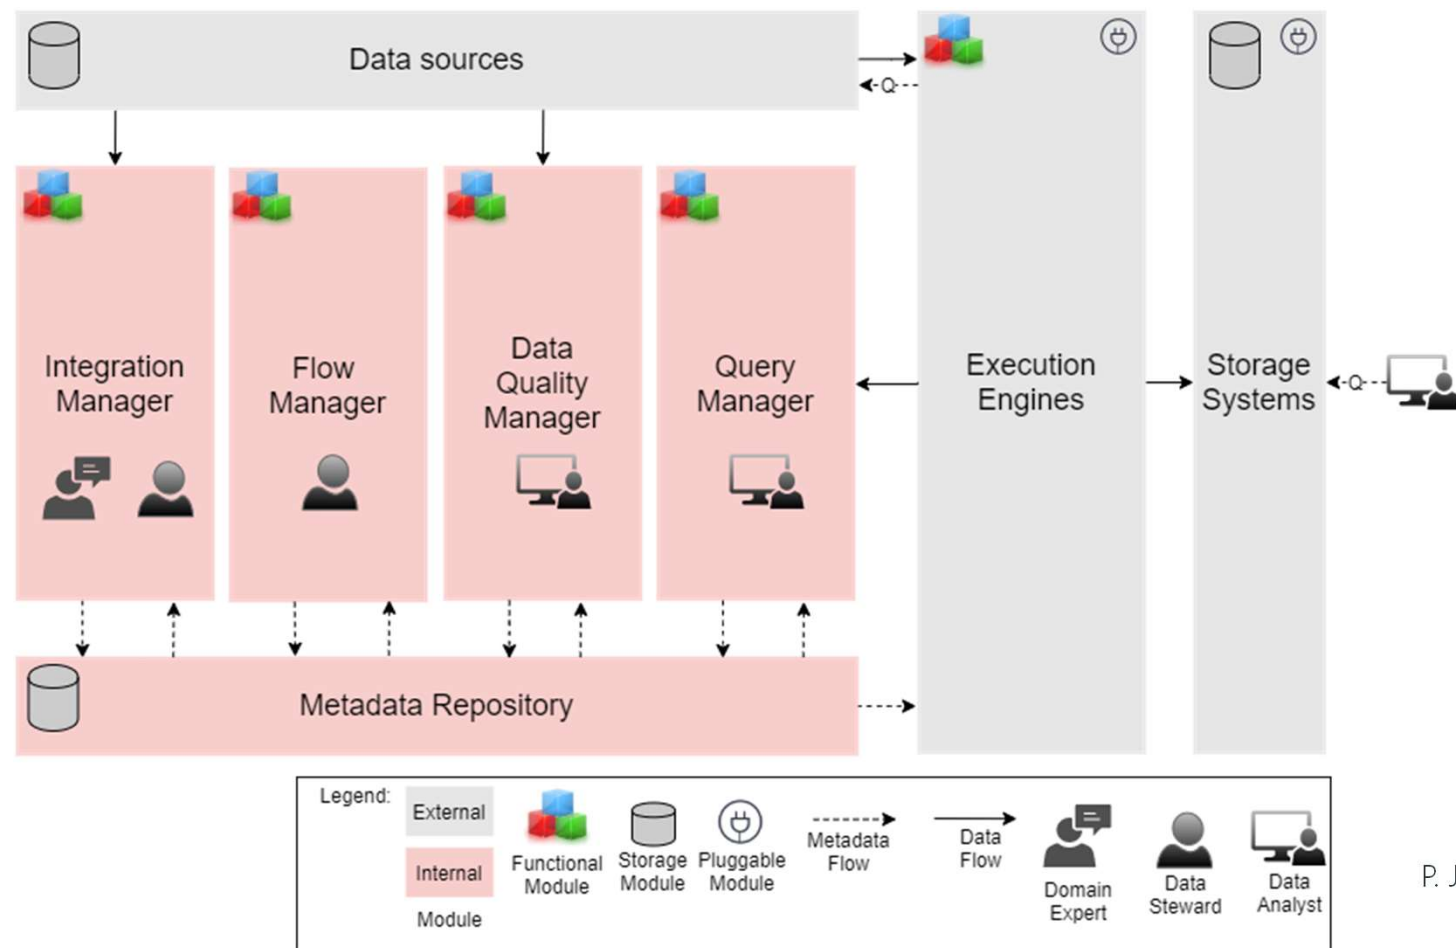 Data sources
Q
Integration
Manager
Flow
Manager
Data
Quality
Manager
Query
Manager
Execution
Engines
Storage
Systems
Q
Metadata Repository
Legend:
External
Internal
Module
Functional
Module
Storage
Module
Pluggable
Module
Metadata
Flow
Data
Flow
Domain
Expert
Data
Steward
Data
Analyst
P. J